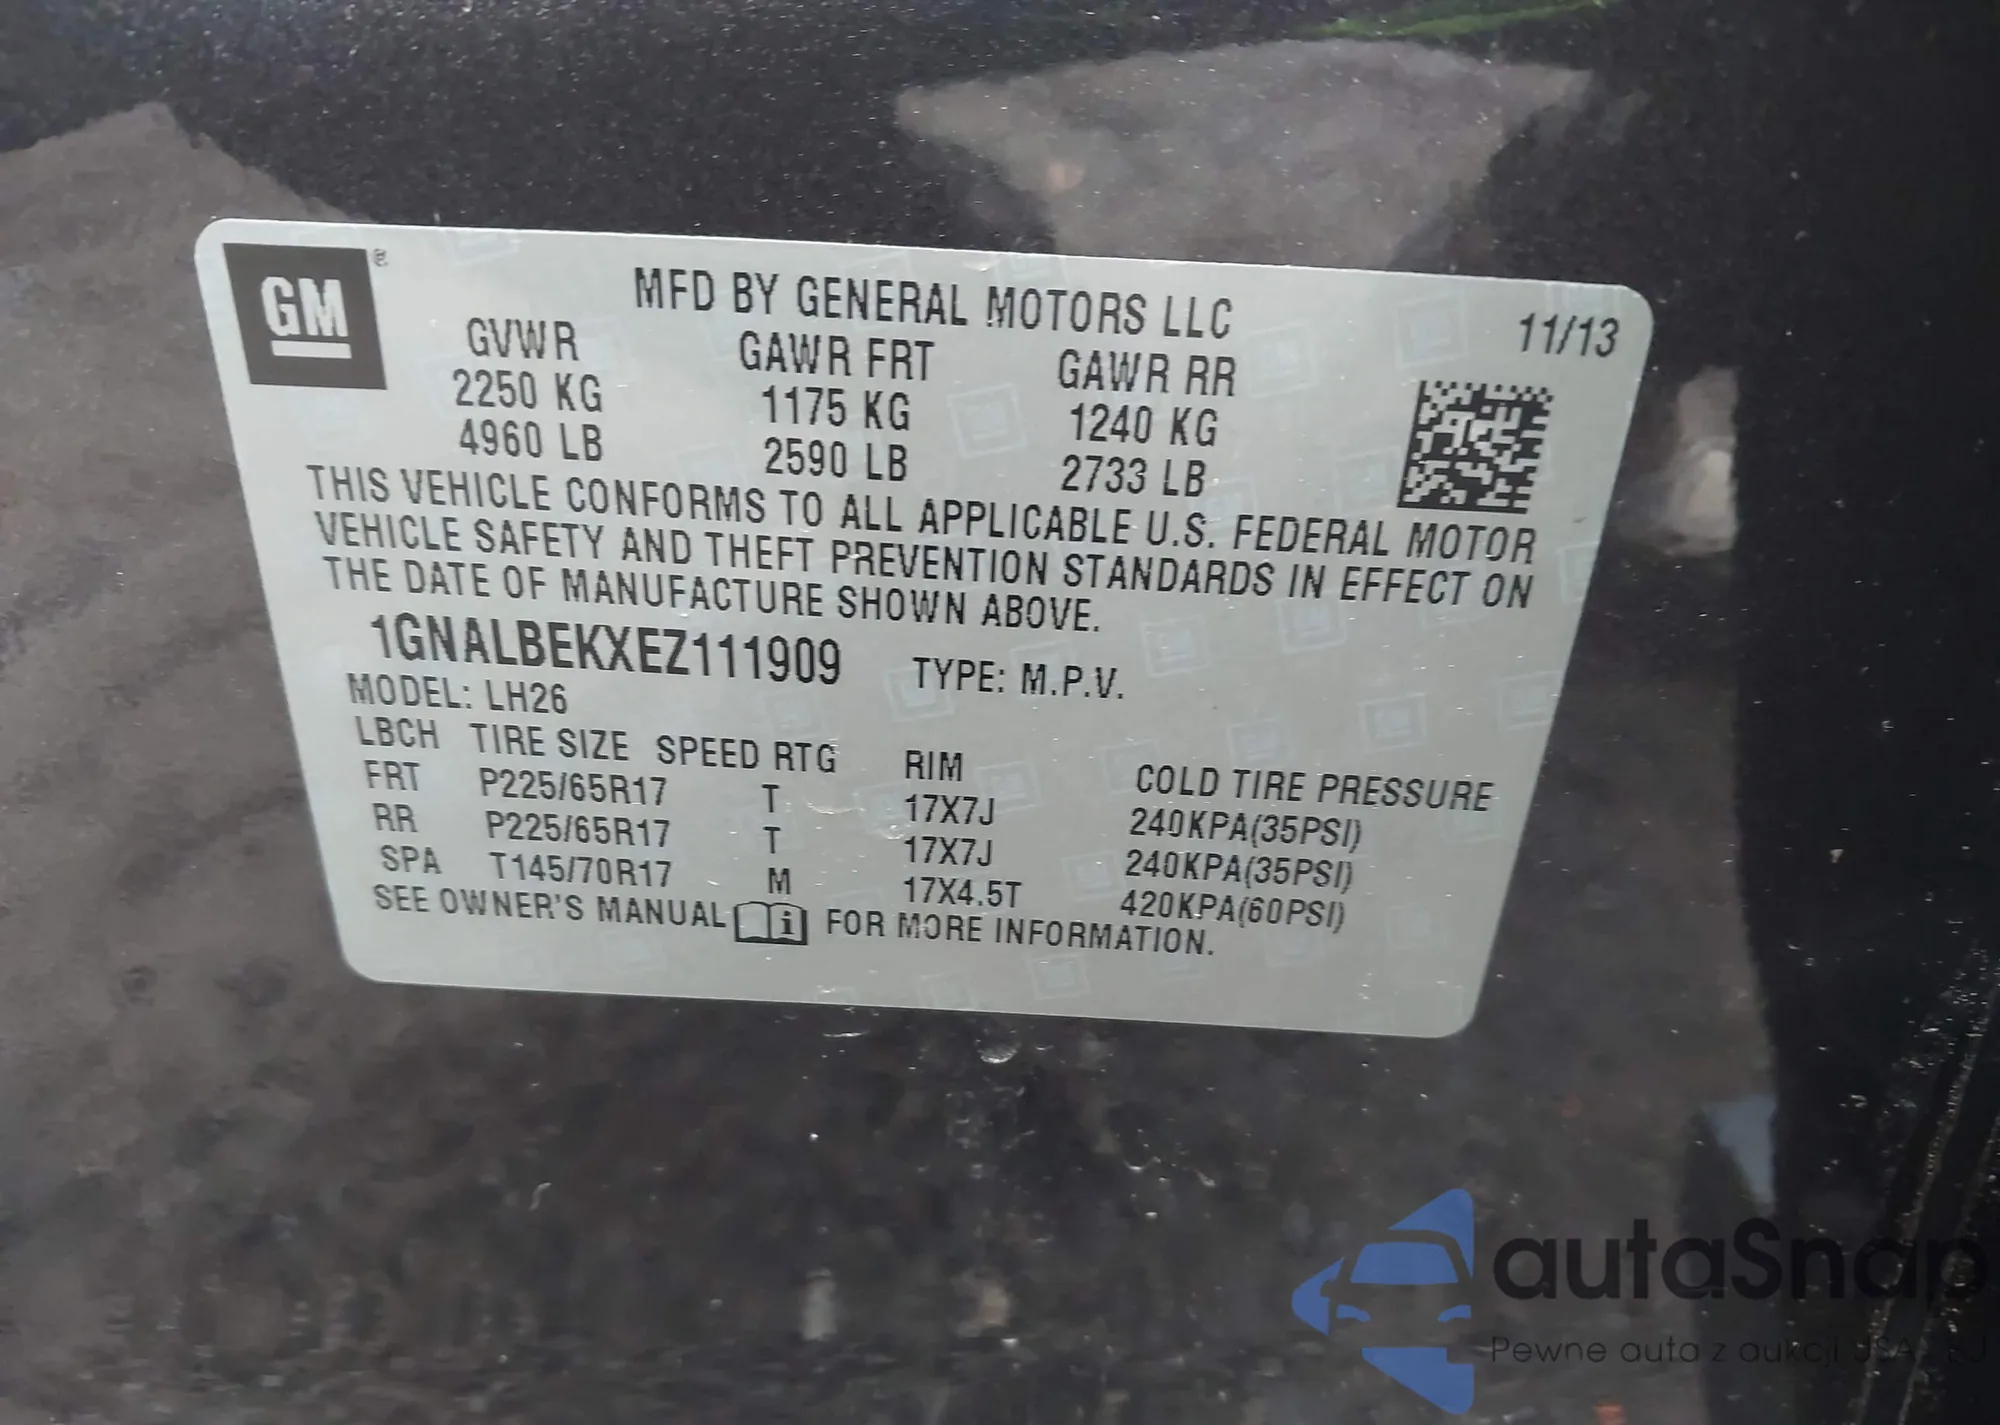 GM ®
MFD BY GENERAL MOTORS LLC 11/13
GVWR GAWR FRT GAWR RR
2250 KG 1175 KG 1240 KG
4960 LB 2590 LB 2733 LB
THIS VEHICLE CONFORMS TO ALL APPLICABLE U.S. FEDERAL MOTOR
VEHICLE SAFETY AND THEFT PREVENTION STANDARDS IN EFFECT ON
THE DATE OF MANUFACTURE SHOWN ABOVE.
1GNALBEKXEZ111909 TYPE: M.P.V.
MODEL: LH26
LBCH TIRE SIZE SPEED RTG RIM COLD TIRE PRESSURE
FRT P225/65R17 T 17X7J 240KPA(35PSI)
RR P225/65R17 T 17X7J 240KPA(35PSI)
SPA T145/70R17 M 17X4.5T 420KPA(60PSI)
SEE OWNER'S MANUAL i FOR MORE INFORMATION.
autaSnap
Pewne auta z aukcji USA